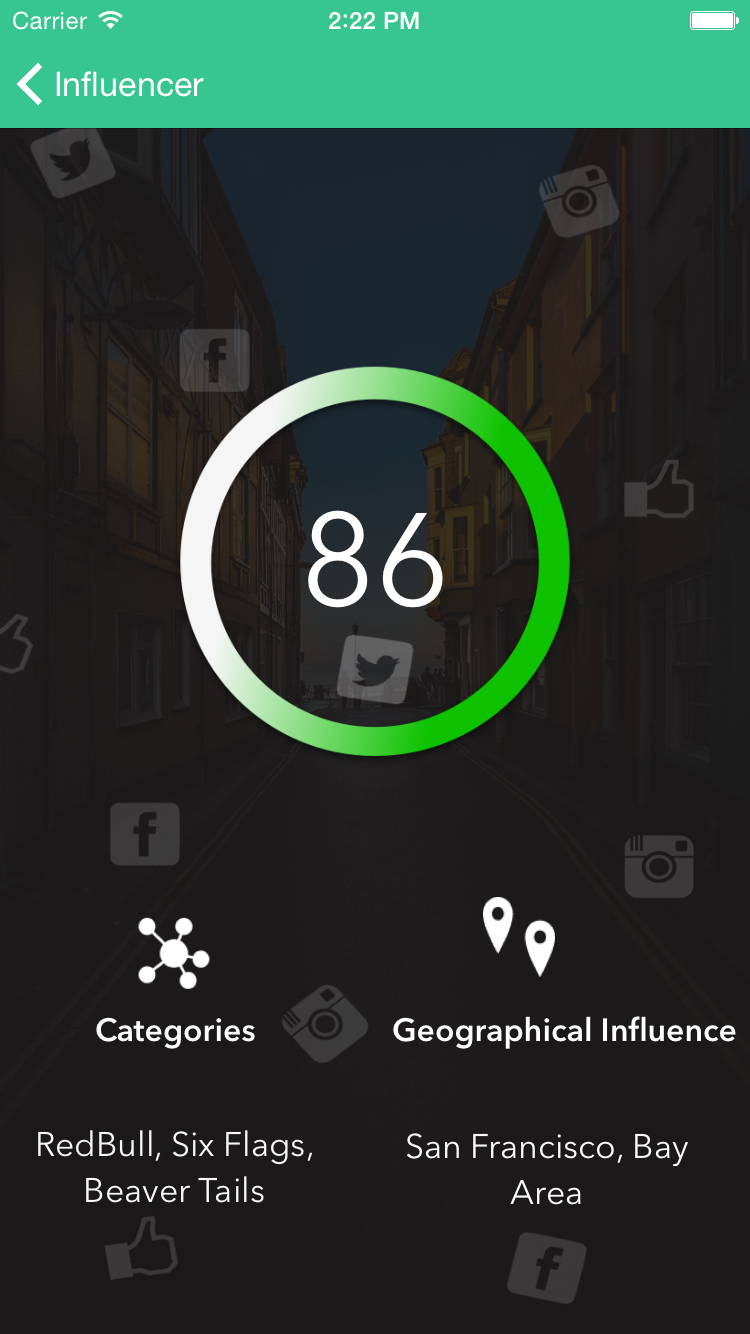 Carrier 2:22 PM
Influencer
86
Categories
Geographical Influence
RedBull, Six Flags,
Beaver Tails
San Francisco, Bay
Area